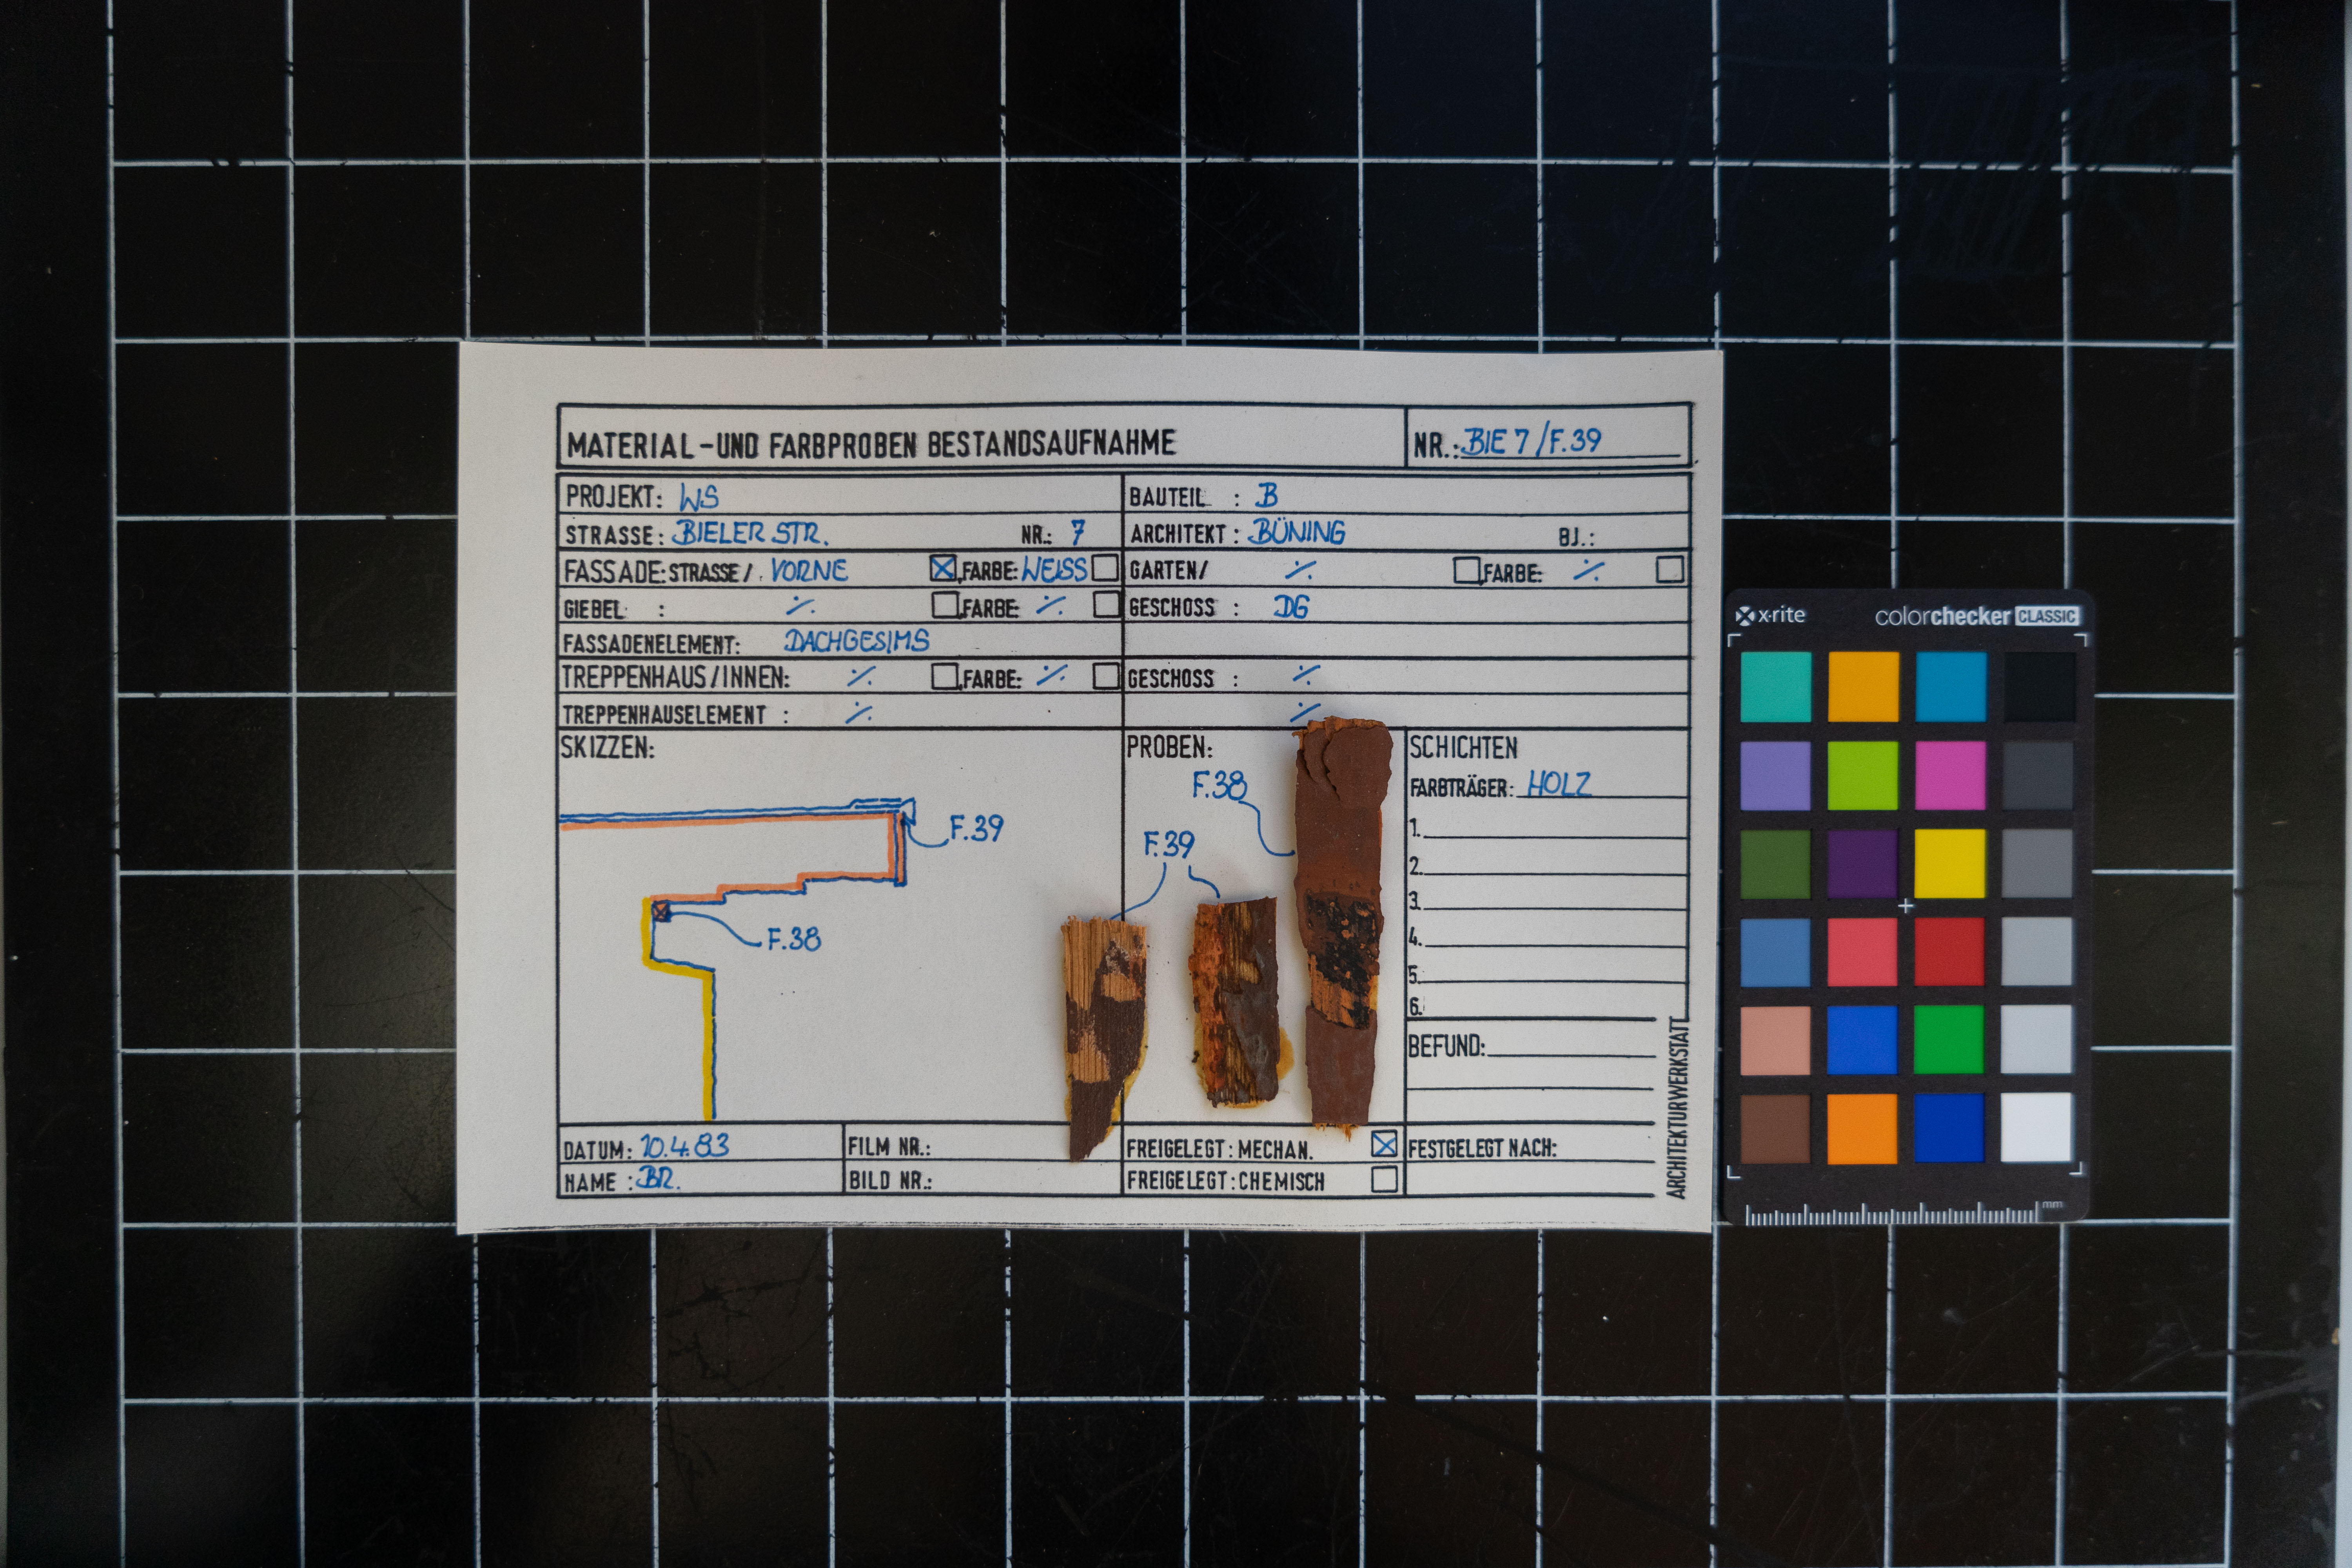 MATERIAL-UND FARBPROBEN BESTANDSAUFNAHME NR.: BIE 7/F.39
PROJEKT: WS BAUTEIL : B
STRASSE: BIELER STR. NR.: 7 ARCHITEKT: BÜNING BJ.:
FASSADE: STRASSE/. VORNE FARBE: WEISS GARTEN/ ·/. FARBE: ·/.
GIEBEL : ·/. FARBE: ·/. GESCHOSS : DG
FASSADENELEMENT: DACHGESIMS
TREPPENHAUS/INNEN: ·/. FARBE: ·/. GESCHOSS : ·/.
TREPPENHAUSELEMENT : ·/. ·/.
SKIZZEN:
F.39
F.38
PROBEN:
F.38
F.39
SCHICHTEN
FARBTRÄGER: HOLZ
1.
2.
3.
4.
5.
6.
BEFUND:
ARCHITEKTURWERKSTATT
DATUM: 10.4.83 FILM NR.: FREIGELEGT: MECHAN. FESTGELEGT NACH:
NAME : BR. BILD NR.: FREIGELEGT: CHEMISCH
x-rite colorchecker CLASSIC
mm